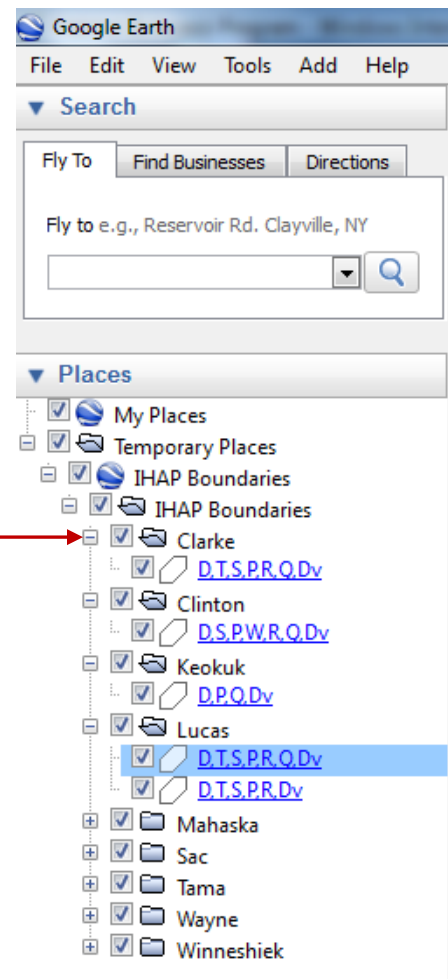 Google Earth
File Edit View Tools Add Help
Search
Fly To Find Businesses Directions
Fly to e.g., Reservoir Rd. Clayville, NY
Places
My Places
Temporary Places
IHAP Boundaries
IHAP Boundaries
Clarke
D,T,S,P,R,Q,Dv
Clinton
D,S,P,W,R,Q,Dv
Keokuk
D,P,Q,Dv
Lucas
D,T,S,P,R,Q,Dv
D,T,S,P,R,Dv
Mahaska
Sac
Tama
Wayne
Winneshiek